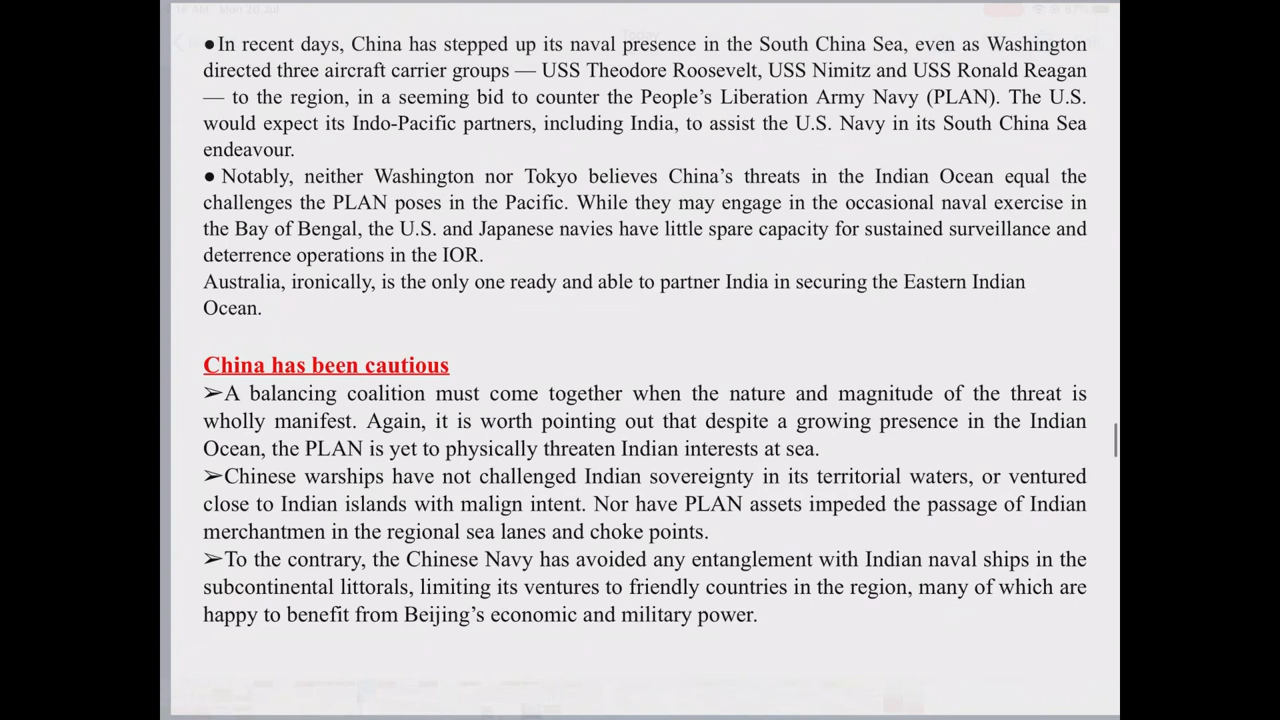 ●In recent days, China has stepped up its naval presence in the South China Sea, even as Washington
directed three aircraft carrier groups — USS Theodore Roosevelt, USS Nimitz and USS Ronald Reagan
— to the region, in a seeming bid to counter the People’s Liberation Army Navy (PLAN). The U.S.
would expect its Indo-Pacific partners, including India, to assist the U.S. Navy in its South China Sea
endeavour.
● Notably, neither Washington nor Tokyo believes China’s threats in the Indian Ocean equal the
challenges the PLAN poses in the Pacific. While they may engage in the occasional naval exercise in
the Bay of Bengal, the U.S. and Japanese navies have little spare capacity for sustained surveillance and
deterrence operations in the IOR.
Australia, ironically, is the only one ready and able to partner India in securing the Eastern Indian
Ocean.
China has been cautious
➢A balancing coalition must come together when the nature and magnitude of the threat is
wholly manifest. Again, it is worth pointing out that despite a growing presence in the Indian
Ocean, the PLAN is yet to physically threaten Indian interests at sea.
➢Chinese warships have not challenged Indian sovereignty in its territorial waters, or ventured
close to Indian islands with malign intent. Nor have PLAN assets impeded the passage of Indian
merchantmen in the regional sea lanes and choke points.
➢To the contrary, the Chinese Navy has avoided any entanglement with Indian naval ships in the
subcontinental littorals, limiting its ventures to friendly countries in the region, many of which are
happy to benefit from Beijing’s economic and military power.